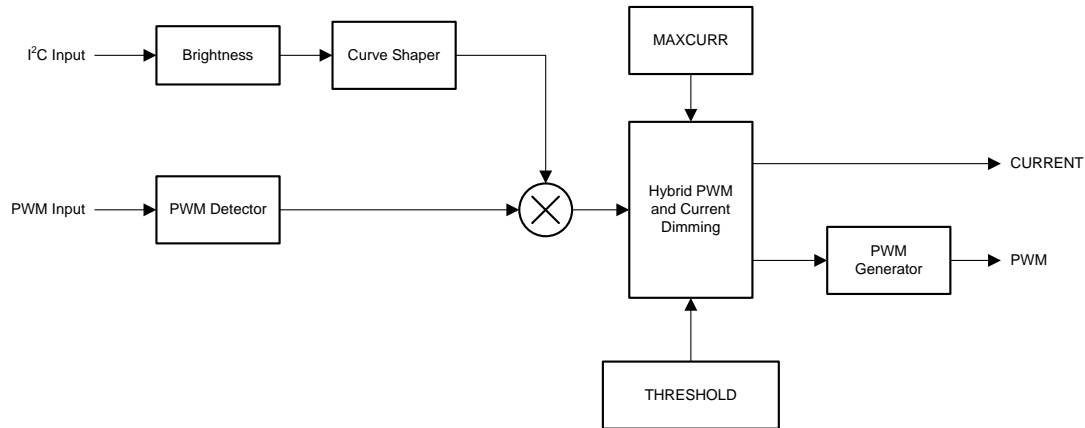 MAXCURR
I²C Input
Brightness
Curve Shaper
CURRENT
Hybrid PWM
and Current
Dimming
PWM Input
PWM Detector
PWM
Generator
PWM
THRESHOLD